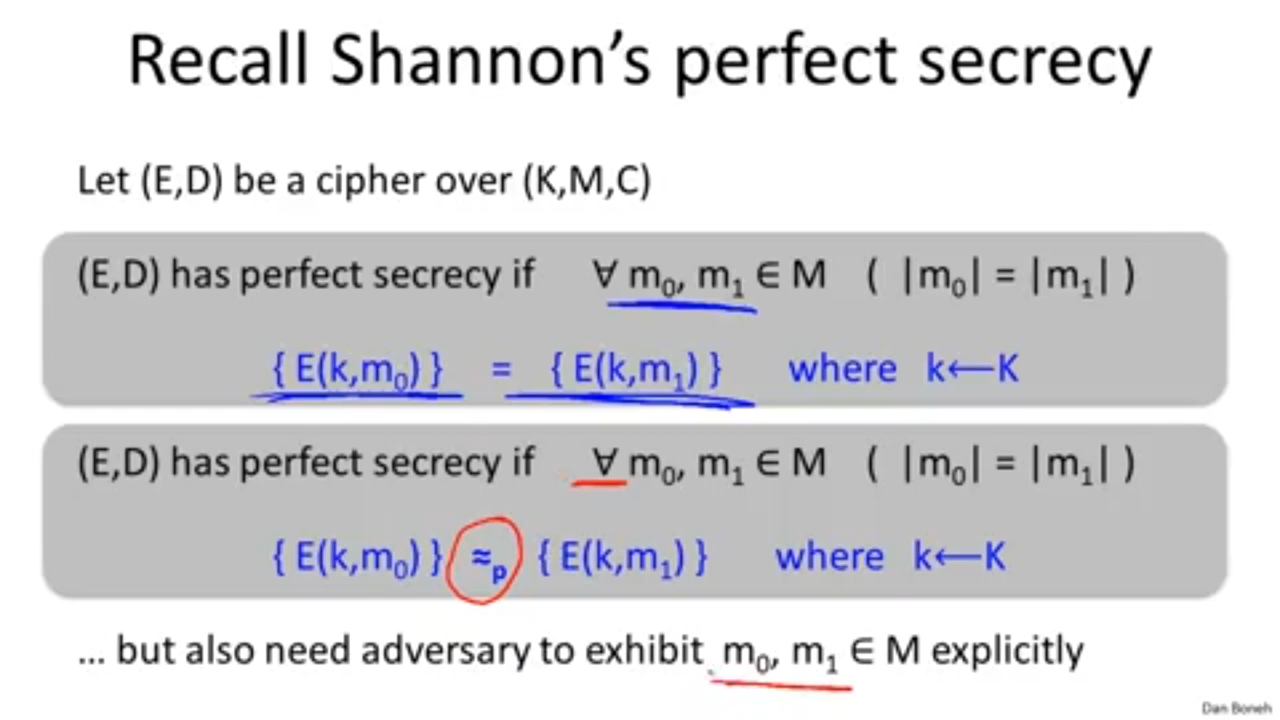 Recall Shannon's perfect secrecy
Let (E,D) be a cipher over (K,M,C)
(E,D) has perfect secrecy if ∀ m₀, m₁ ∈ M ( |m₀| = |m₁| )
{ E(k,m₀) } = { E(k,m₁) } where k⟵K
(E,D) has perfect secrecy if ∀ m₀, m₁ ∈ M ( |m₀| = |m₁| )
{ E(k,m₀) } ≈ₚ { E(k,m₁) } where k⟵K
... but also need adversary to exhibit m₀, m₁ ∈ M explicitly
Dan Boneh